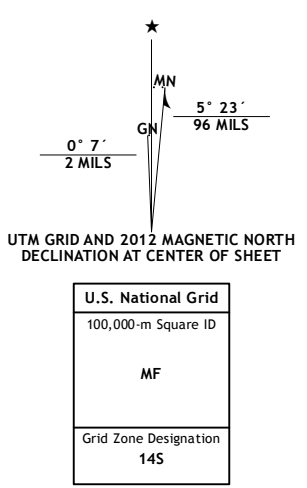 ★
MN
GN
5° 23´
96 MILS
0° 7´
2 MILS
UTM GRID AND 2012 MAGNETIC NORTH
DECLINATION AT CENTER OF SHEET
U.S. National Grid
100,000-m Square ID
MF
Grid Zone Designation
14S